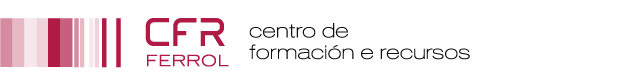 CFR
FERROL
centro de
formación e recursos